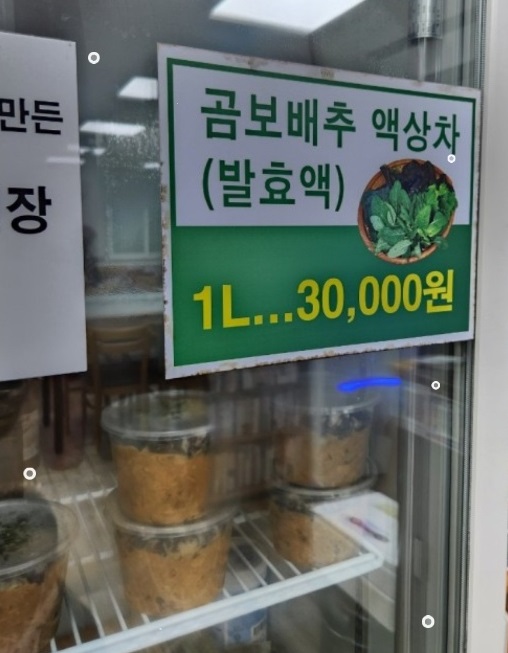 만든
장
곰보배추 액상차
(발효액)
1L...30,000원